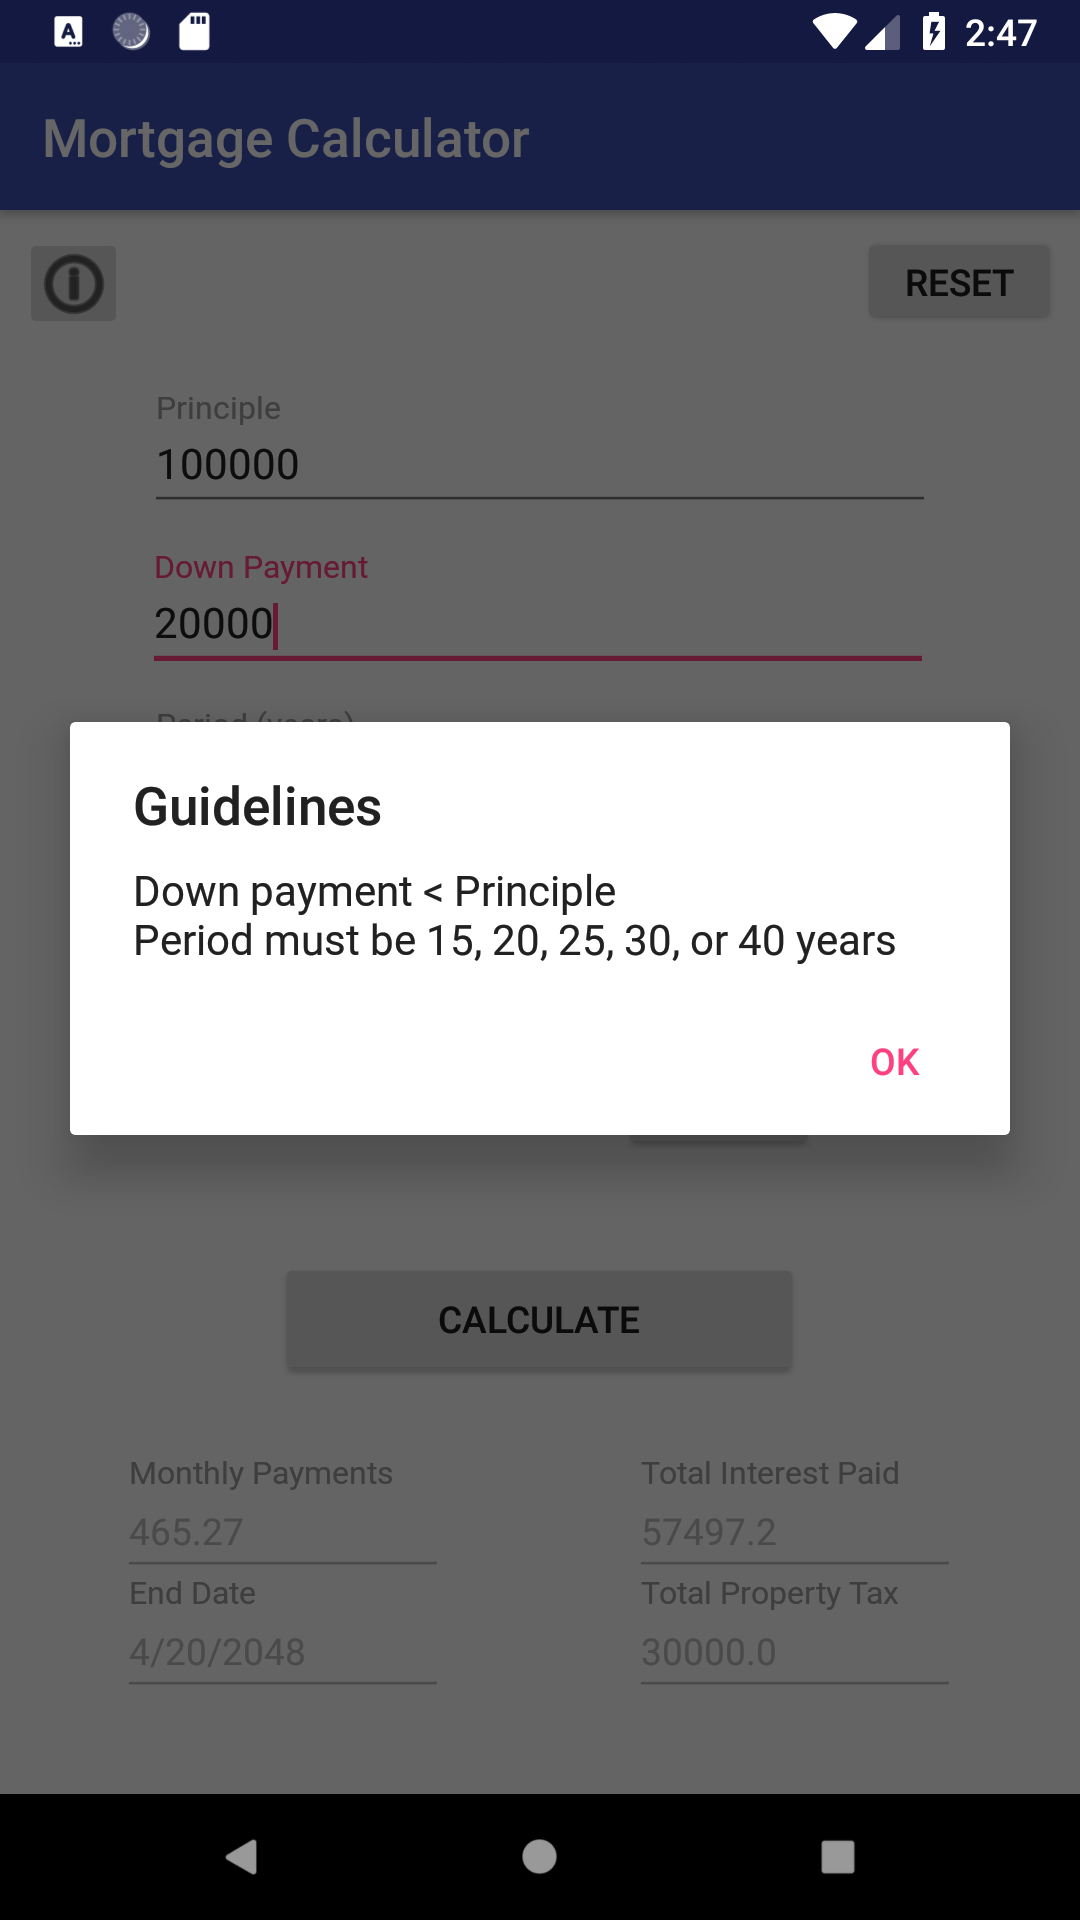 2:47
Mortgage Calculator
RESET
Principle
100000
Down Payment
20000
Period (years)
Guidelines
Down payment < Principle
Period must be 15, 20, 25, 30, or 40 years
OK
CALCULATE
Monthly Payments
Total Interest Paid
465.27
57497.2
End Date
Total Property Tax
4/20/2048
30000.0